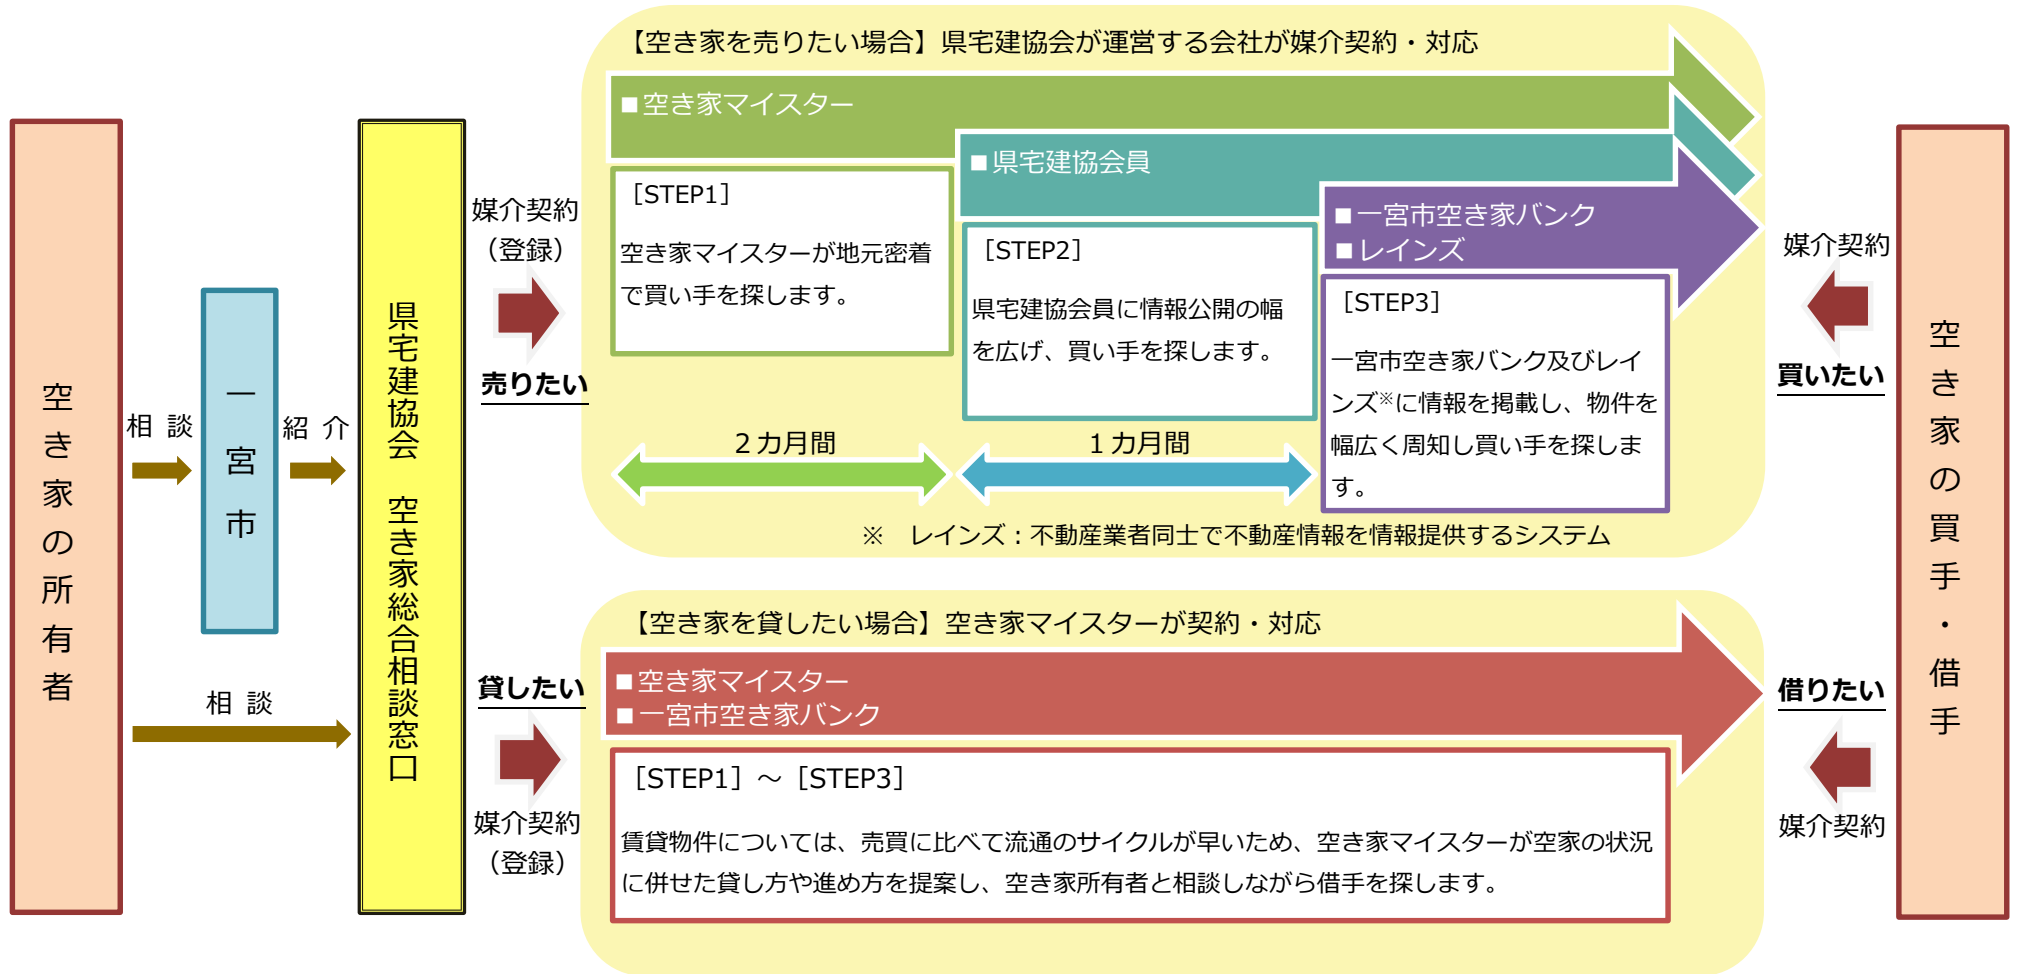 空き家の所有者
相 談
一宮市
紹 介
相 談
県宅建協会　空き家総合相談窓口
媒介契約
（登録）
売りたい
【空き家を売りたい場合】県宅建協会が運営する会社が媒介契約・対応
■空き家マイスター
■県宅建協会員
■一宮市空き家バンク
■レインズ
［STEP1］
空き家マイスターが地元密着
で買い手を探します。
［STEP2］
県宅建協会員に情報公開の幅
を広げ、買い手を探します。
［STEP3］
一宮市空き家バンク及びレイ
ンズ※に情報を掲載し、物件を
幅広く周知し買い手を探しま
す。
２カ月間
１カ月間
※　レインズ：不動産業者同士で不動産情報を情報提供するシステム
貸したい
媒介契約
（登録）
【空き家を貸したい場合】空き家マイスターが契約・対応
■空き家マイスター
■一宮市空き家バンク
［STEP1］～［STEP3］
賃貸物件については、売買に比べて流通のサイクルが早いため、空き家マイスターが空家の状況
に併せた貸し方や進め方を提案し、空き家所有者と相談しながら借手を探します。
媒介契約
買いたい
借りたい
媒介契約
空き家の買手・借手